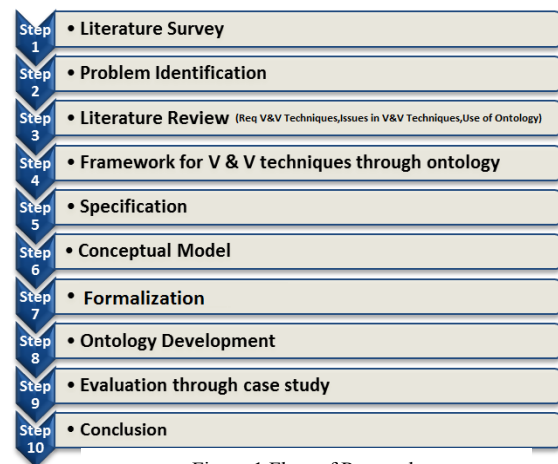 Step 1 • Literature Survey
Step 2 • Problem Identification
Step 3 • Literature Review (Req V&V Techniques,Issues in V&V Techniques,Use of Ontology)
Step 4 • Framework for V & V techniques through ontology
Step 5 • Specification
Step 6 • Conceptual Model
Step 7 • Formalization
Step 8 • Ontology Development
Step 9 • Evaluation through case study
Step 10 • Conclusion